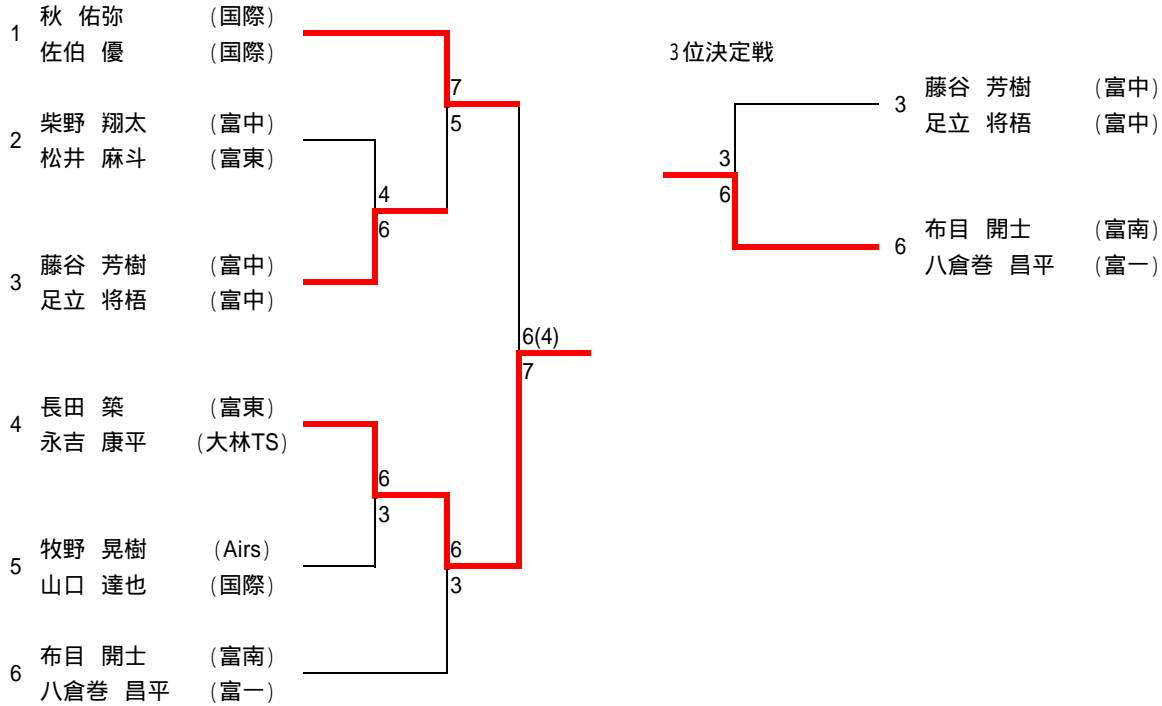 1 秋 佑弥 (国際)
佐伯 優 (国際)
7
5
2 柴野 翔太 (富中)
松井 麻斗 (富東)
4
6
3 藤谷 芳樹 (富中)
足立 将梧 (富中)
6(4)
7
4 長田 築 (富東)
永吉 康平 (大林TS)
6
3
5 牧野 晃樹 (Airs)
山口 達也 (国際)
6
3
6 布目 開士 (富南)
八倉巻 昌平 (富一)
3位決定戦
3 藤谷 芳樹 (富中)
足立 将梧 (富中)
3
6
6 布目 開士 (富南)
八倉巻 昌平 (富一)